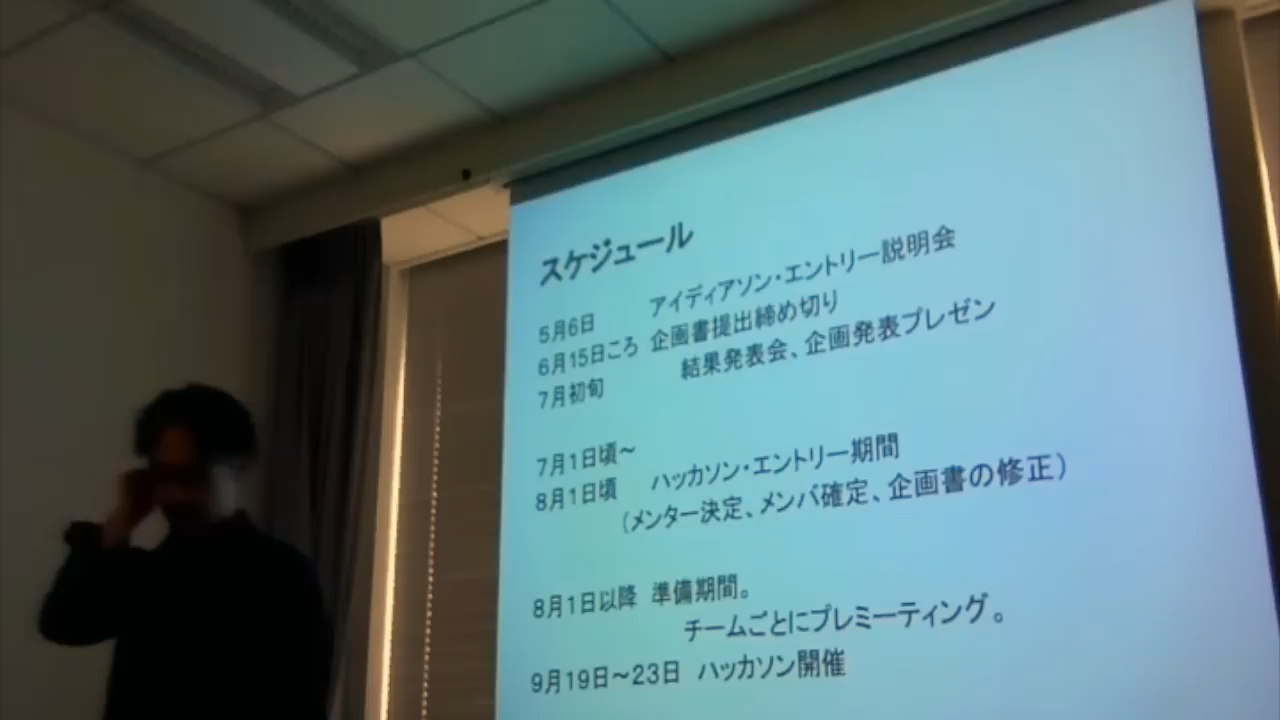 スケジュール
5月6日 アイディアソン・エントリー説明会
6月15日ころ 企画書提出締め切り
7月初旬 結果発表会、企画発表プレゼン
7月1日頃～
8月1日頃 ハッカソン・エントリー期間
(メンター決定、メンバ確定、企画書の修正)
8月1日以降 準備期間。
チームごとにプレミーティング。
9月19日～23日 ハッカソン開催